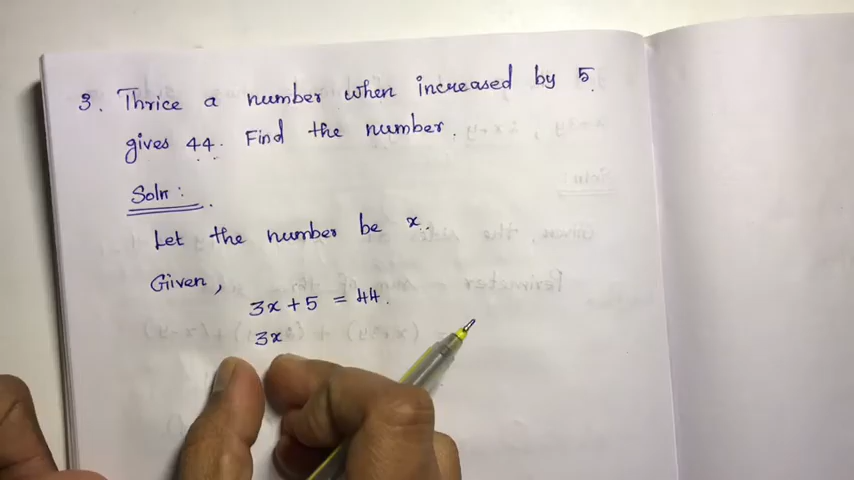 3. Thrice a number when increased by 5
gives 44. Find the number.
Soln:
Let the number be x.
Given,
3x + 5 = 44.
3x